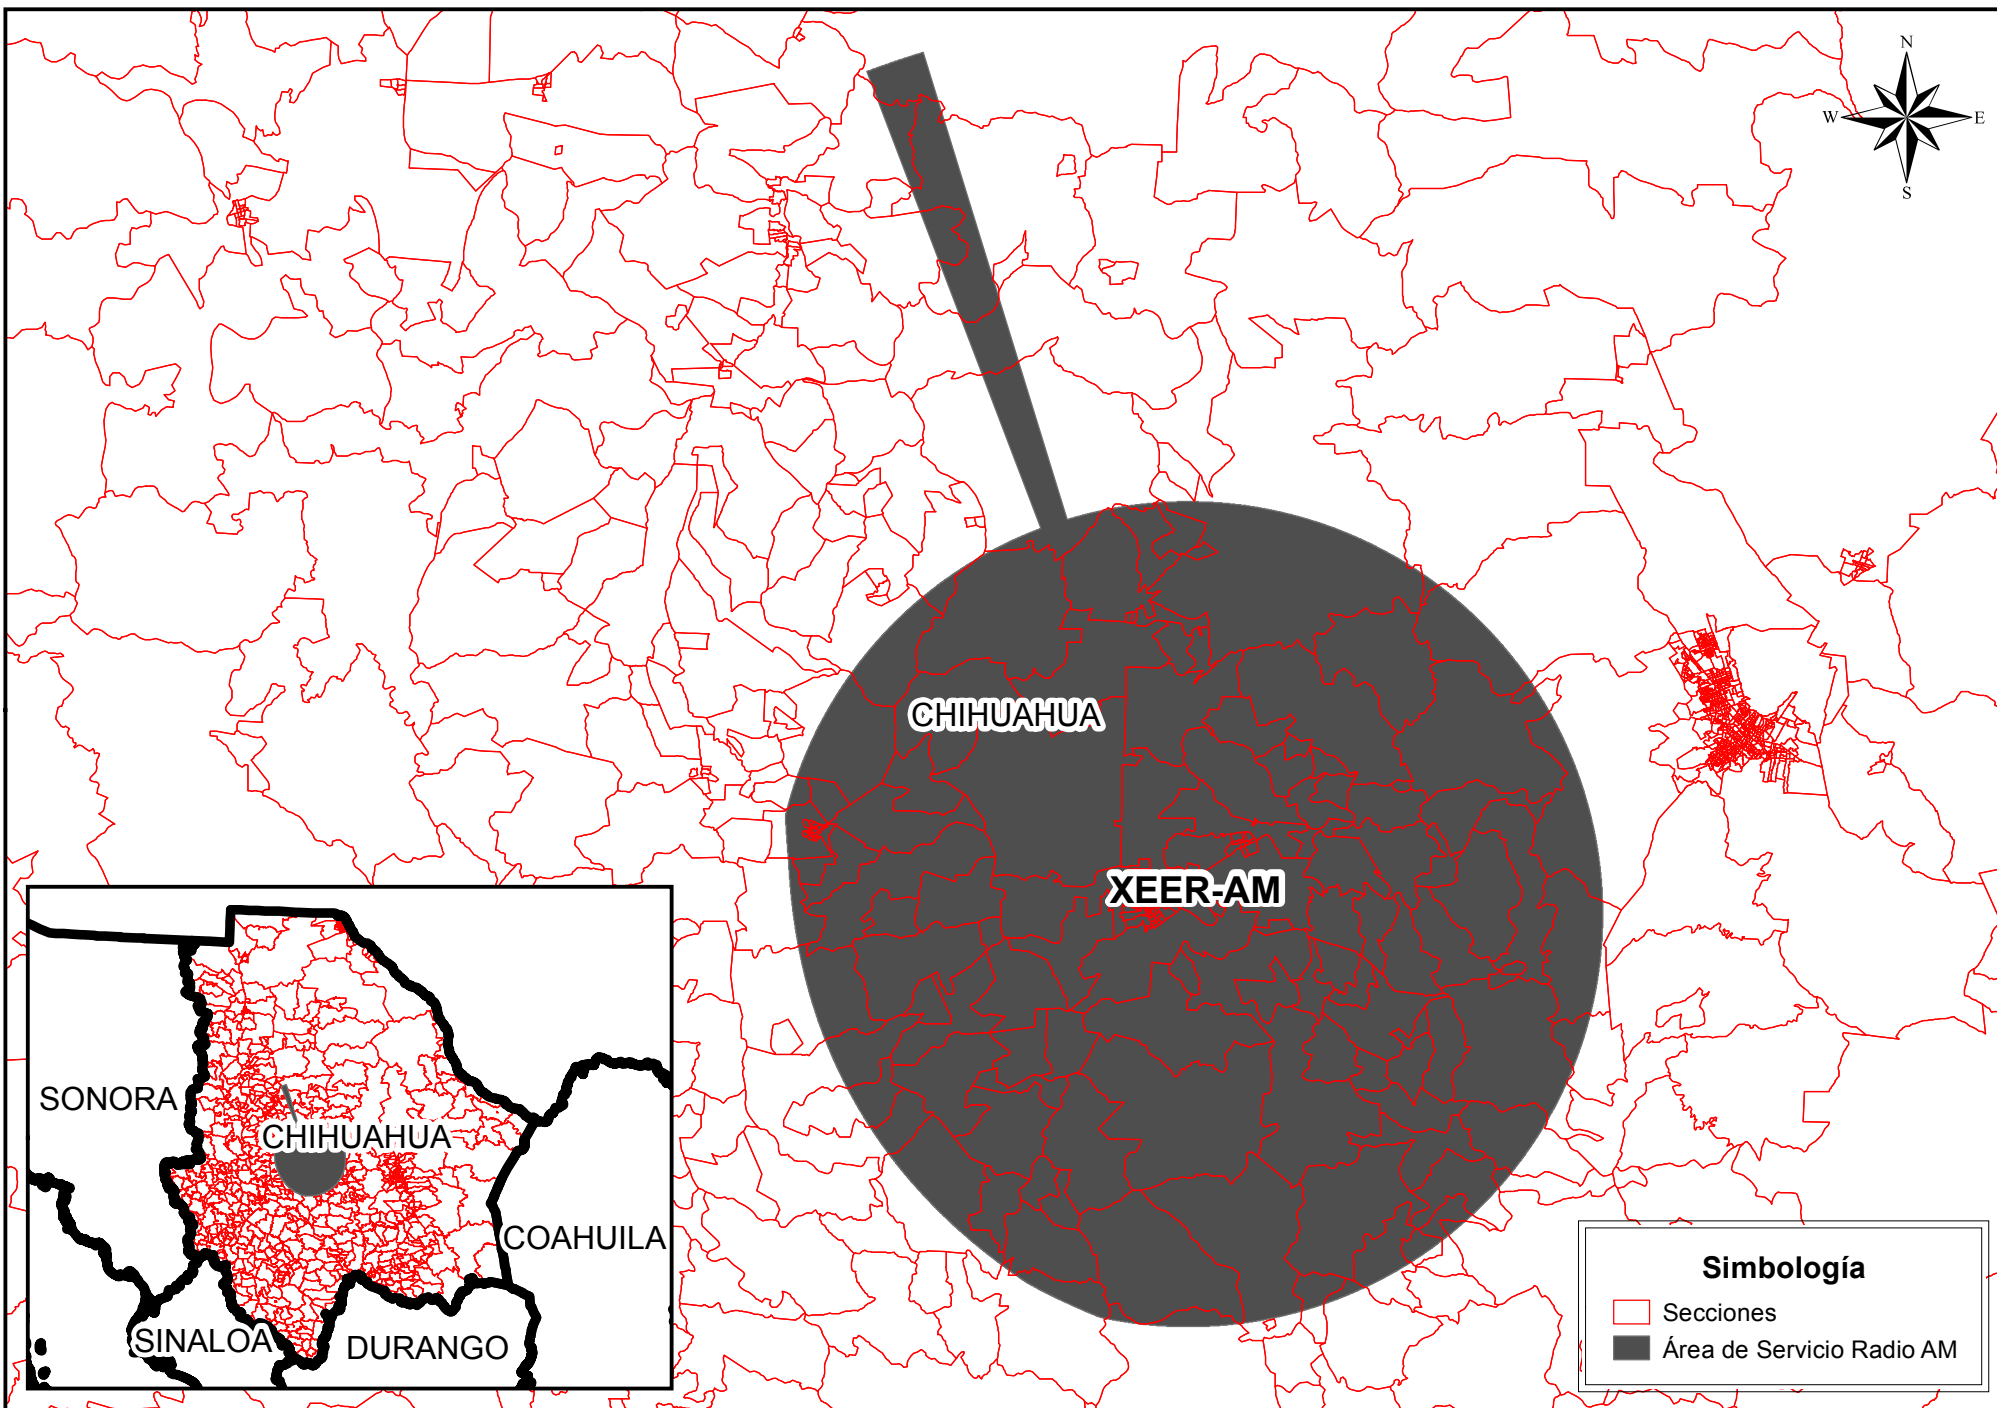 N
W
E
S
CHIHUAHUA
XEER-AM
SONORA
CHIHUAHUA
COAHUILA
SINALOA
DURANGO
Simbología
Secciones
Área de Servicio Radio AM